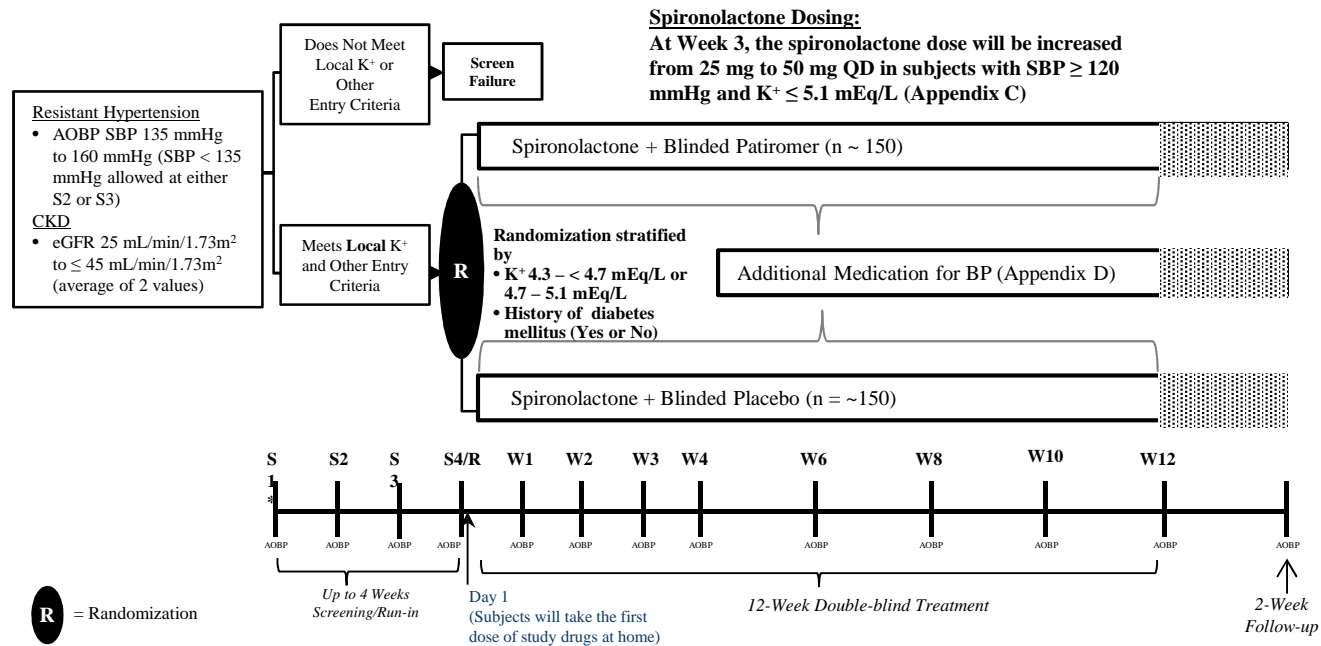 Spironolactone Dosing:
At Week 3, the spironolactone dose will be increased
from 25 mg to 50 mg QD in subjects with SBP ≥ 120
mmHg and K⁺ ≤ 5.1 mEq/L (Appendix C)
Does Not Meet
Local K⁺ or
Other
Entry Criteria
Screen
Failure
Resistant Hypertension
• AOBP SBP 135 mmHg
to 160 mmHg (SBP < 135
mmHg allowed at either
S2 or S3)
CKD
• eGFR 25 mL/min/1.73m²
to ≤ 45 mL/min/1.73m²
(average of 2 values)
Meets Local K⁺
and Other Entry
Criteria
R
Spironolactone + Blinded Patiromer (n ~ 150)
Randomization stratified
by
• K⁺ 4.3 – < 4.7 mEq/L or
4.7 – 5.1 mEq/L
• History of diabetes
mellitus (Yes or No)
Additional Medication for BP (Appendix D)
Spironolactone + Blinded Placebo (n = ~150)
S
1
*
S2
S
3
S4/R
W1
W2
W3
W4
W6
W8
W10
W12
AOBP
AOBP
AOBP
AOBP
AOBP
AOBP
AOBP
AOBP
AOBP
AOBP
AOBP
AOBP
AOBP
Up to 4 Weeks
Screening/Run-in
Day 1
(Subjects will take the first
dose of study drugs at home)
12-Week Double-blind Treatment
2-Week
Follow-up
R = Randomization